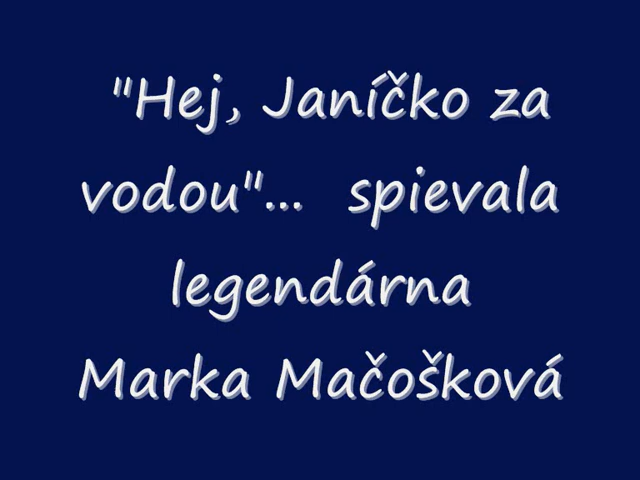 "Hej, Janíčko za
vodou"... spievala
legendárna
Marka Mačošková